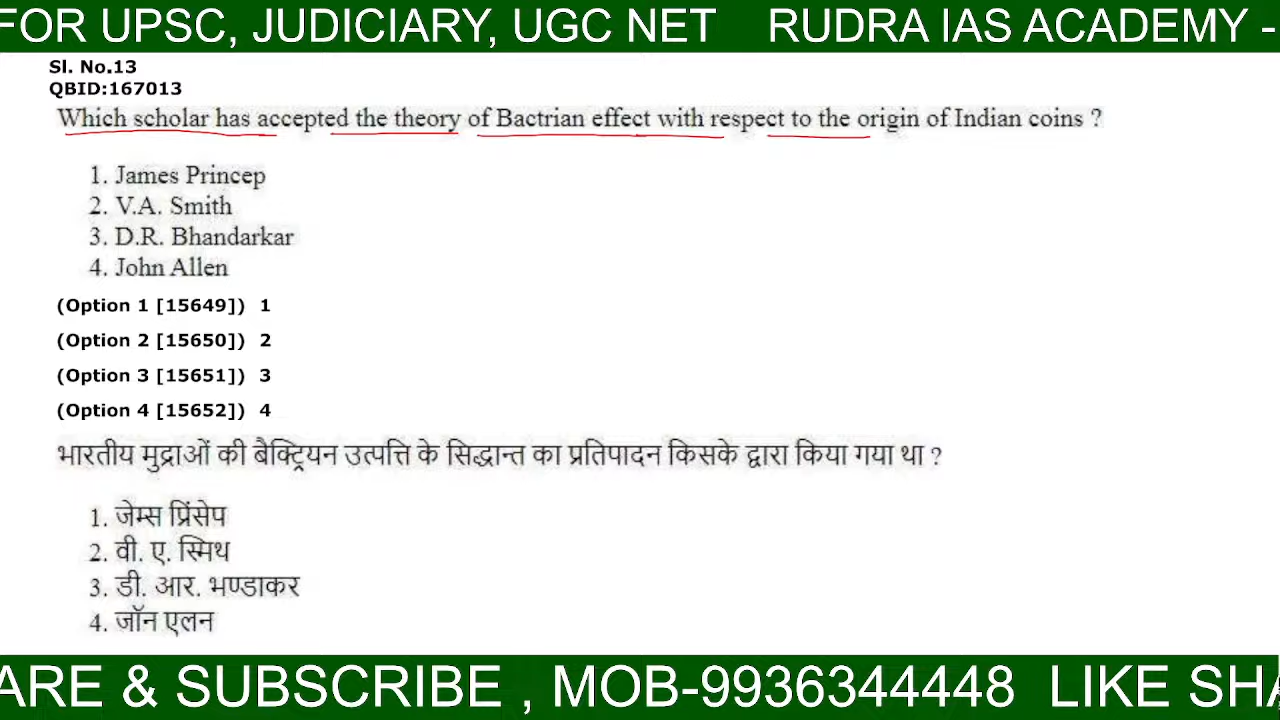 FOR UPSC, JUDICIARY, UGC NET RUDRA IAS ACADEMY -
Sl. No.13
QBID:167013
Which scholar has accepted the theory of Bactrian effect with respect to the origin of Indian coins ?
1. James Princep
2. V.A. Smith
3. D.R. Bhandarkar
4. John Allen
(Option 1 [15649]) 1
(Option 2 [15650]) 2
(Option 3 [15651]) 3
(Option 4 [15652]) 4
भारतीय मुद्राओं की बैक्ट्रियन उत्पत्ति के सिद्धान्त का प्रतिपादन किसके द्वारा किया गया था ?
1. जेम्स प्रिंसेप
2. वी. ए. स्मिथ
3. डी. आर. भण्डाकर
4. जॉन एलन
ARE & SUBSCRIBE , MOB-9936344448 LIKE SHA